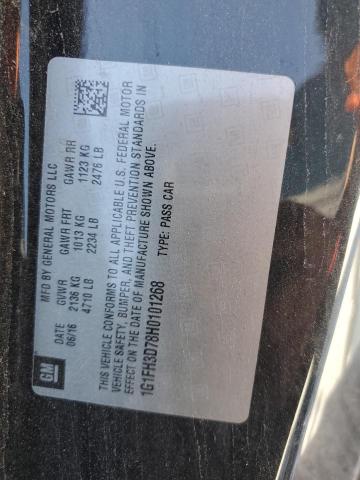 GM
MFD BY GENERAL MOTORS LLC
DATE GVWR GAWR FRT GAWR RR
06/16 2136 KG 1013 KG 1123 KG
4710 LB 2234 LB 2476 LB
THIS VEHICLE CONFORMS TO ALL APPLICABLE U.S. FEDERAL MOTOR
VEHICLE SAFETY, BUMPER, AND THEFT PREVENTION STANDARDS IN
EFFECT ON THE DATE OF MANUFACTURE SHOWN ABOVE.
1G1FH3D78H0101268 TYPE: PASS CAR